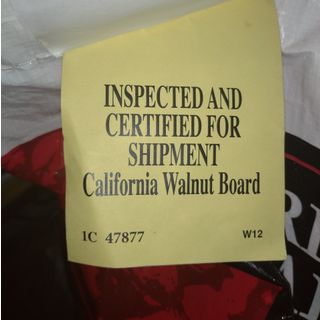 INSPECTED AND
CERTIFIED FOR
SHIPMENT
California Walnut Board
1C 47877 W12